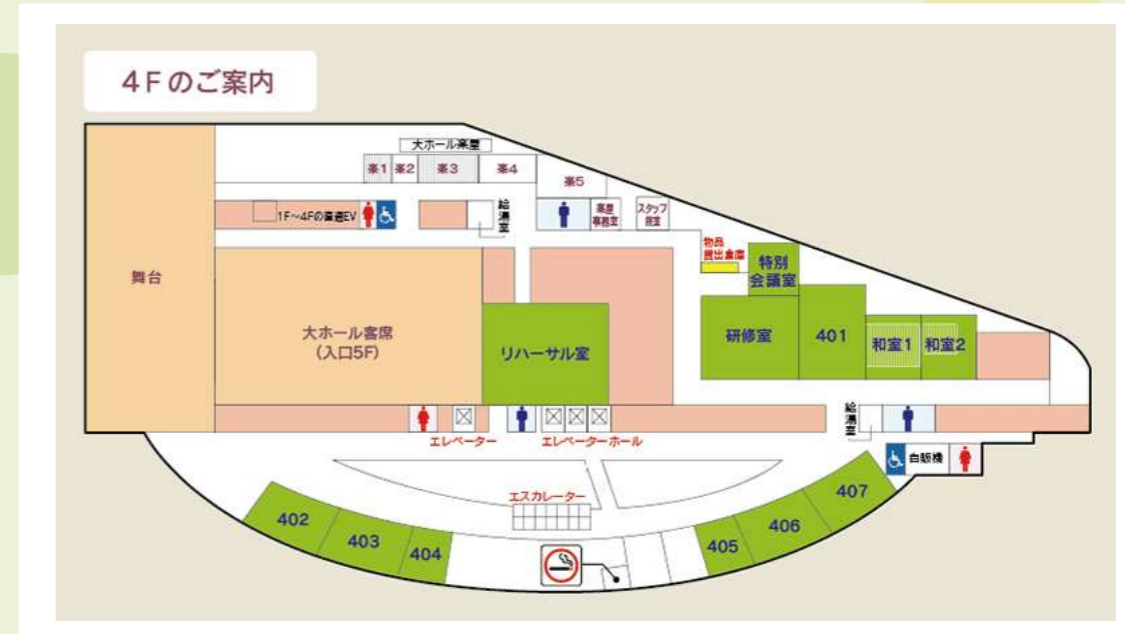 4Fのご案内
大ホール楽屋
楽1
楽2
楽3
楽4
楽5
1F～4Fの直通EV
給湯室
楽屋
事務室
スタッフ
控室
物品
貸出倉庫
特別
会議室
舞台
大ホール客席
(入口5F)
リハーサル室
研修室
401
和室1
和室2
エレベーター
エレベーターホール
給湯室
自販機
エスカレーター
402
403
404
405
406
407